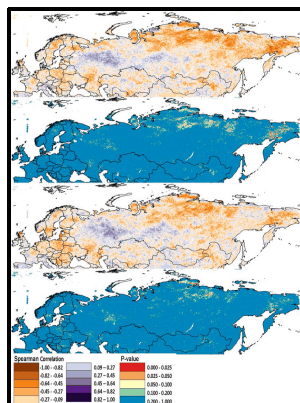 Spearman Correlation
P-value
-1.00 - -0.82
0.09 - 0.27
0.000 - 0.025
-0.82 - -0.64
0.27 - 0.45
0.025 - 0.050
-0.64 - -0.45
0.45 - 0.64
0.050 - 0.100
-0.45 - -0.27
0.64 - 0.82
0.100 - 0.200
-0.27 - -0.09
0.82 - 1.00
0.200 - 1.000